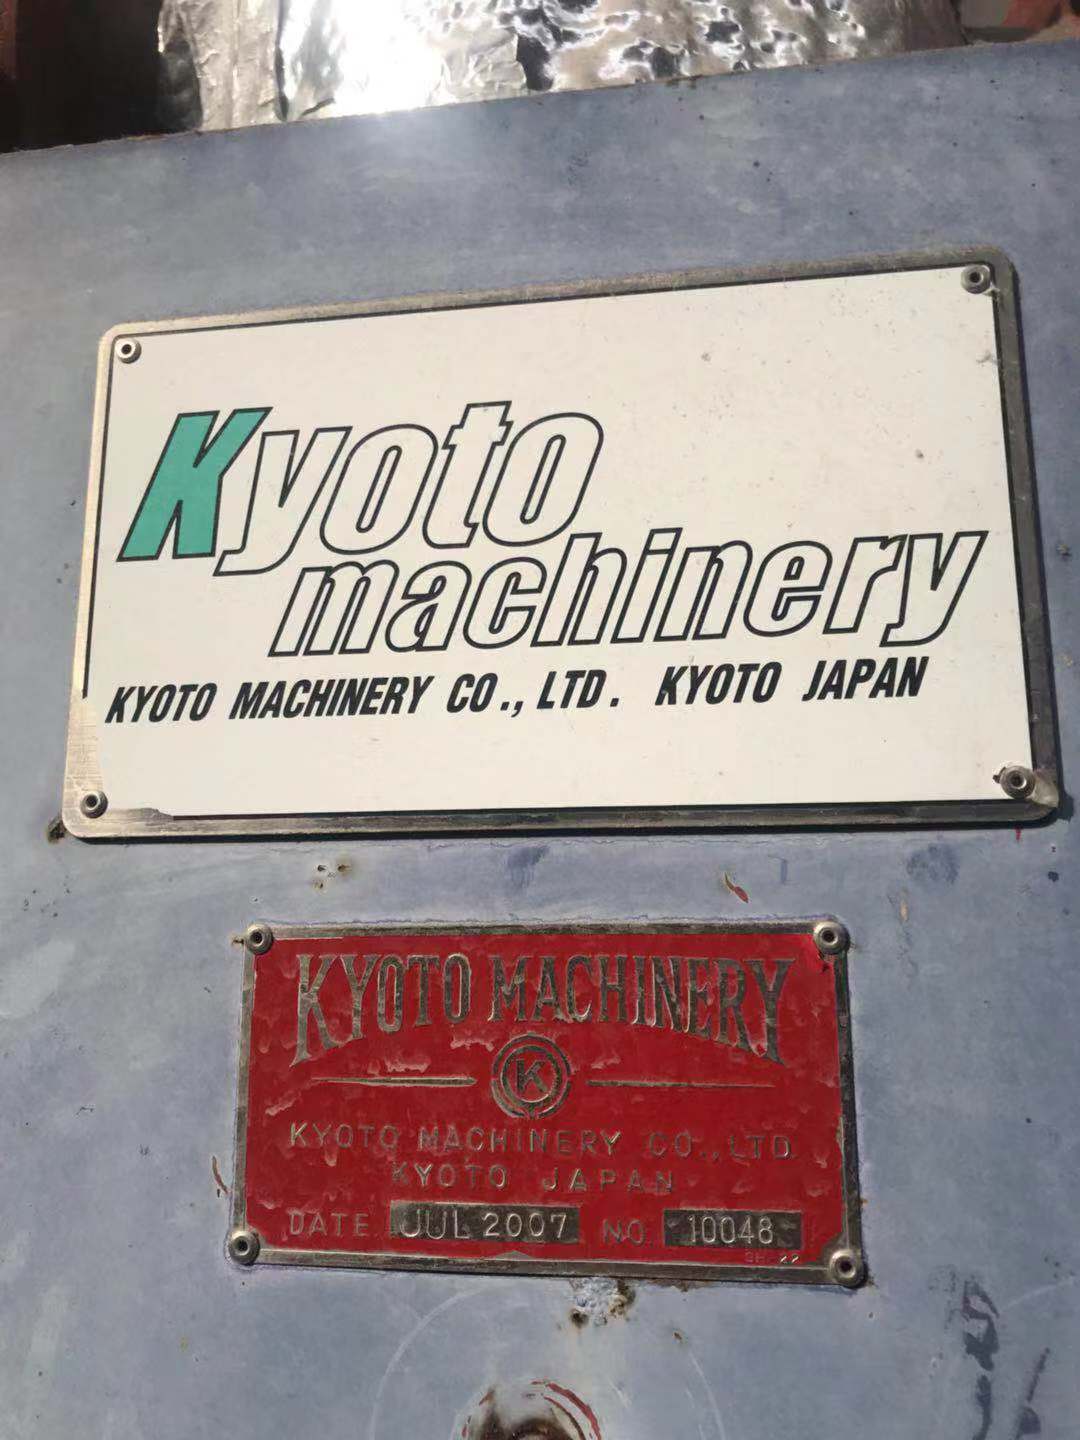 Kyoto
machinery
KYOTO MACHINERY CO., LTD. KYOTO JAPAN
KYOTO MACHINERY
K
KYOTO MACHINERY CO., LTD.
KYOTO JAPAN
DATE JUL 2007 NO. 10048